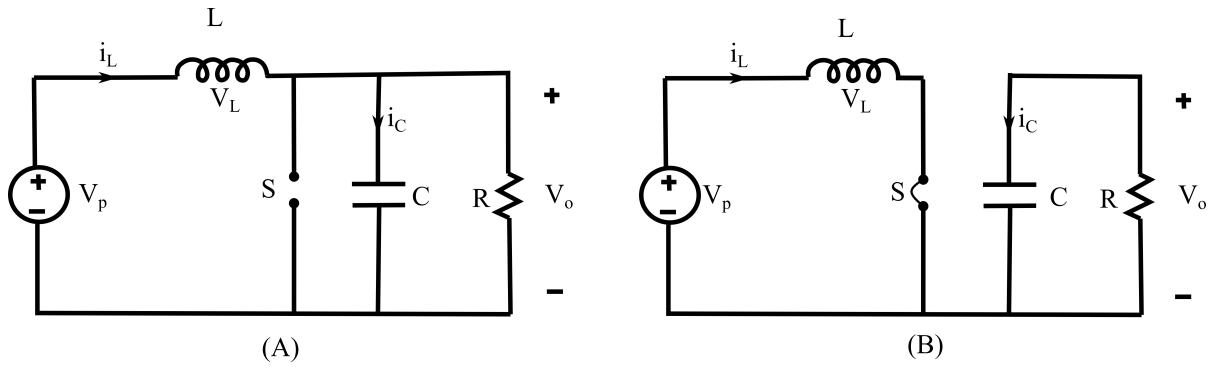 L
i_L
V_L
i_C
+
+
-
V_p
S
C
R
V_o
-
(A)
L
i_L
V_L
i_C
+
+
-
V_p
S
C
R
V_o
-
(B)